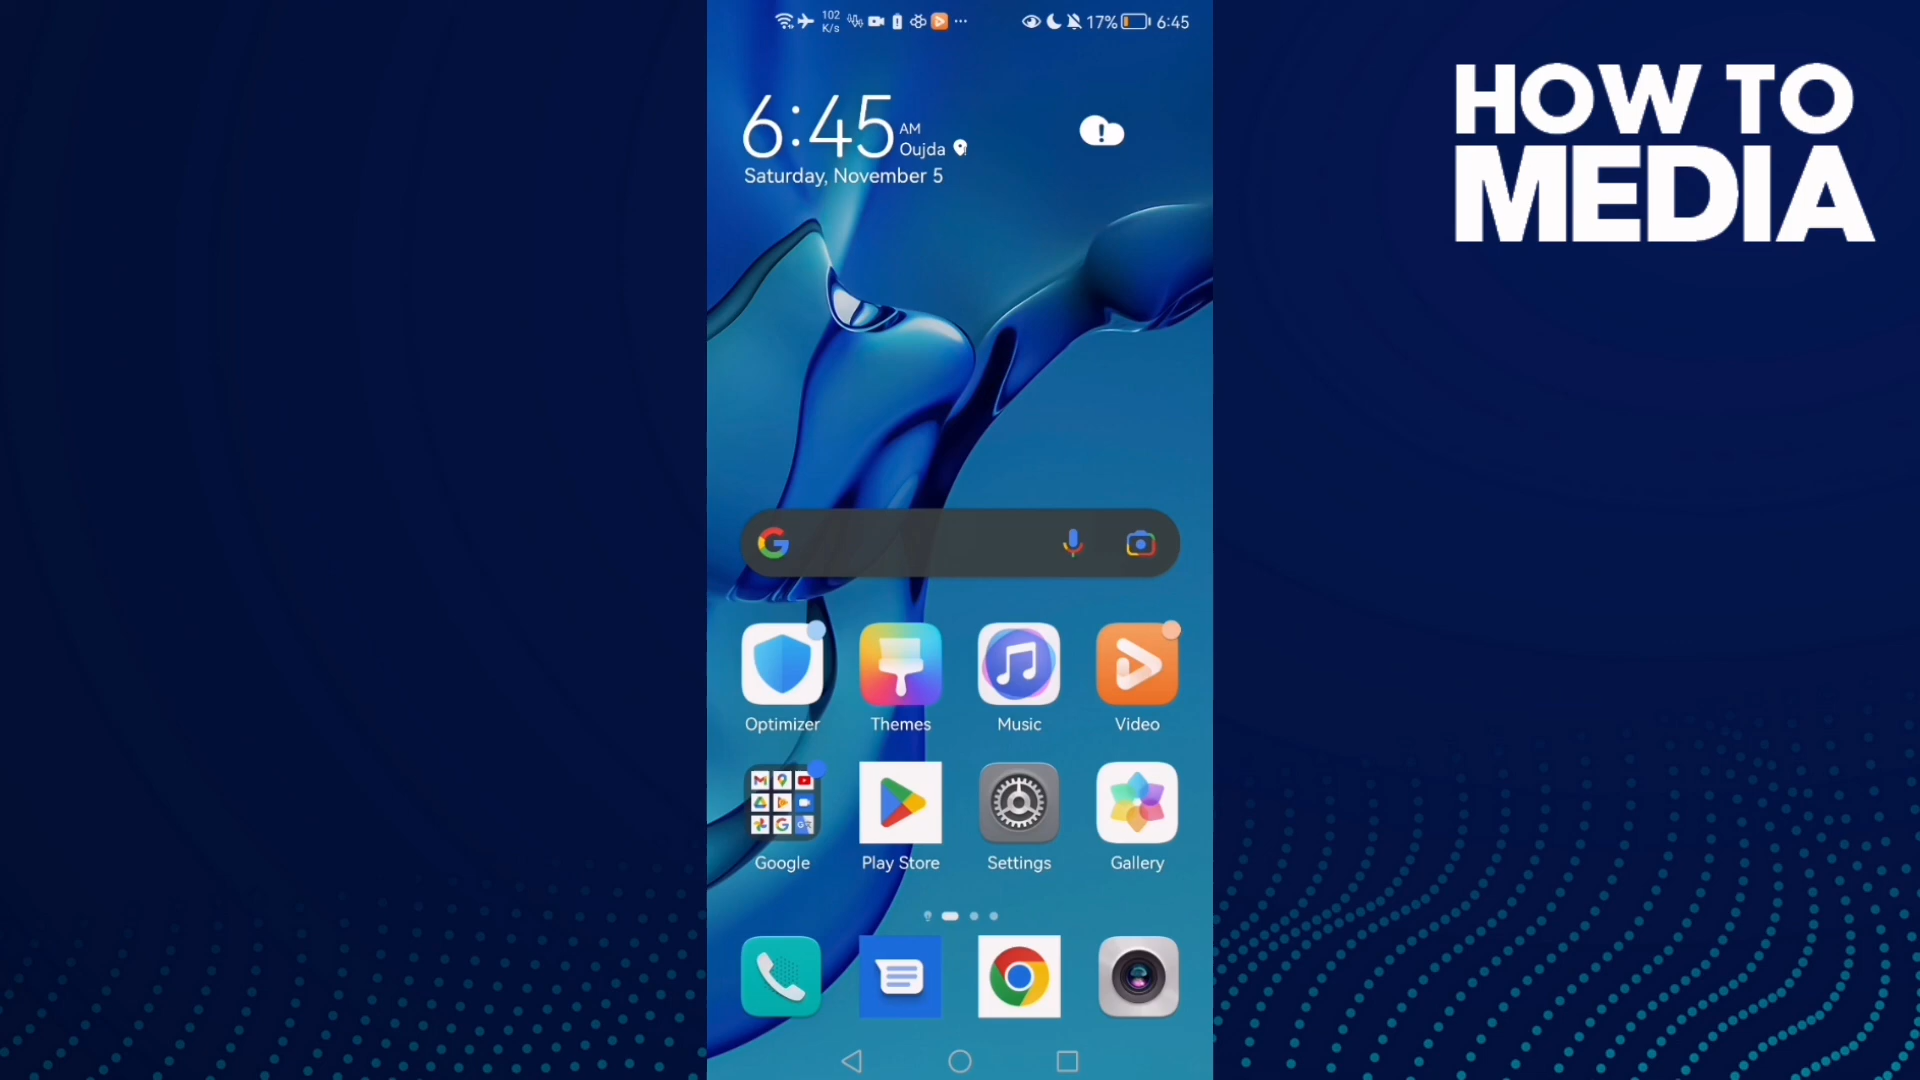 102
K/s
17%
6:45
HOW TO
MEDIA
6:45
AM
Oujda
Saturday, November 5
Optimizer
Themes
Music
Video
Google
Play Store
Settings
Gallery